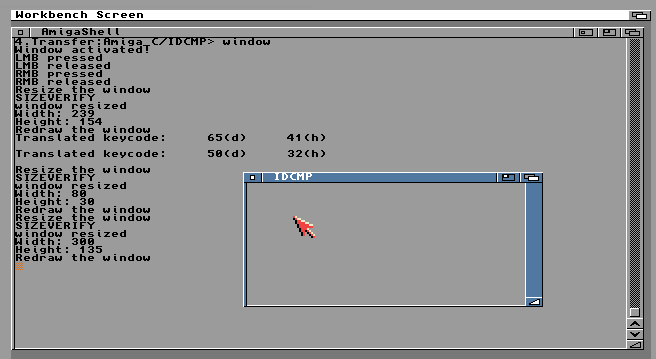 Workbench Screen
AmigaShell
4.Transfer:Amiga_C/IDCMP> window
Window activated!
LMB pressed
LMB released
RMB pressed
RMB released
Resize the window
SIZEVERIFY
window resized
Width: 239
Height: 154
Redraw the window
Translated keycode: 65(d) 41(h)
Translated keycode: 50(d) 32(h)
Resize the window
SIZEVERIFY
window resized
Width: 80
Height: 30
Redraw the window
Resize the window
SIZEVERIFY
window resized
Width: 300
Height: 135
Redraw the window
IDCMP